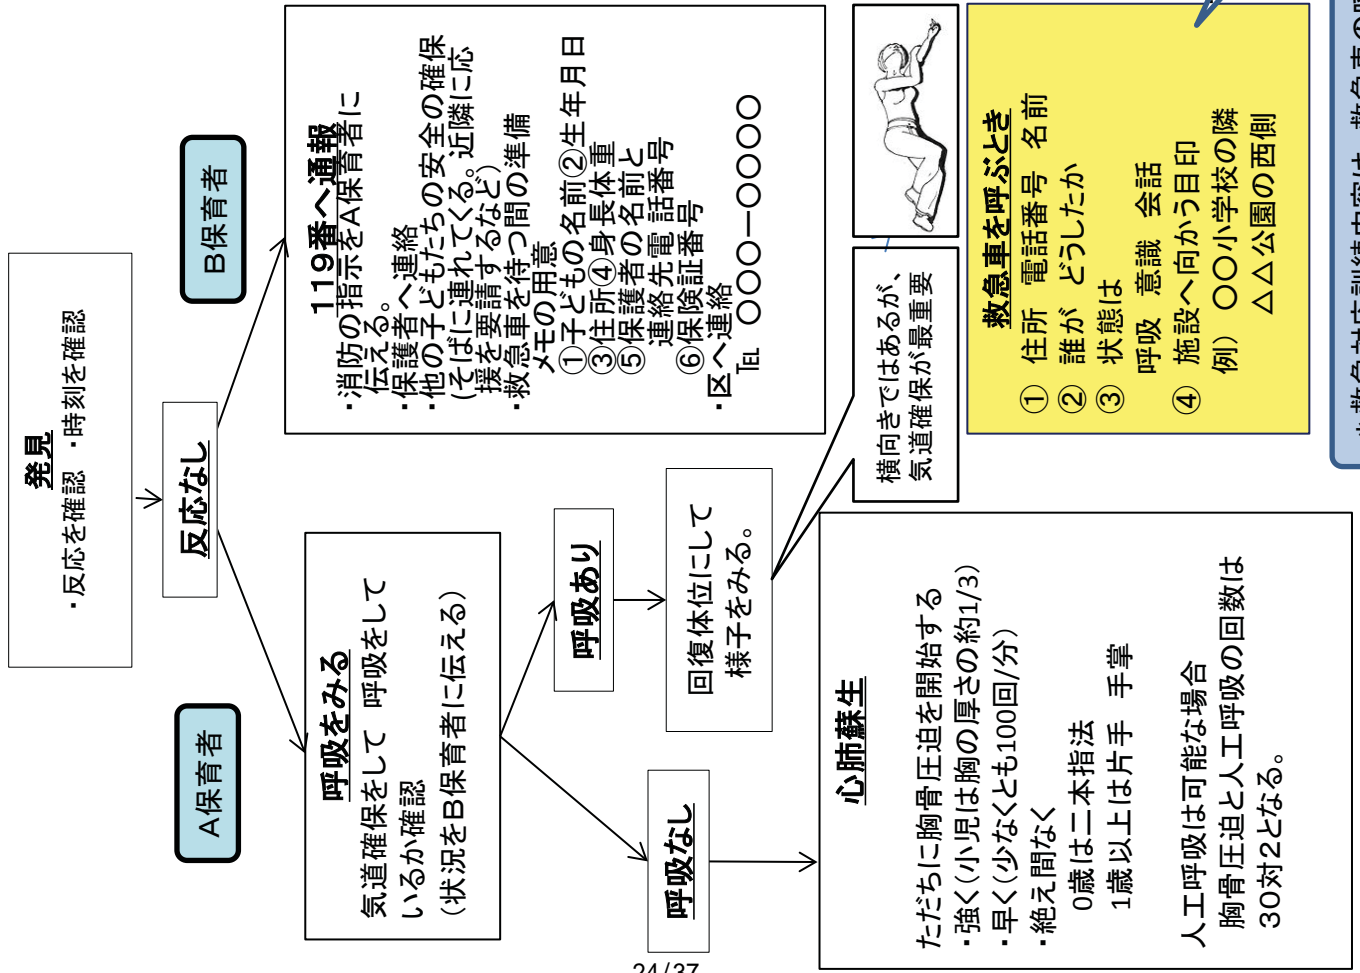 発見
・反応を確認　・時刻を確認
反応なし
A保育者
B保育者
呼吸をみる
気道確保をして　呼吸をして
いるか確認
(状況をB保育者に伝える)
呼吸あり
回復体位にして
様子をみる。
横向きではあるが、
気道確保が最重要
呼吸なし
心肺蘇生
ただちに胸骨圧迫を開始する
・強く(小児は胸の厚さの約1/3)
・早く(少なくとも100回/分)
・絶え間なく
0歳は二本指法
1歳以上は片手　手掌
人工呼吸は可能な場合
胸骨圧迫と人工呼吸の回数は
30対2となる。
119番へ通報
・消防の指示をA保育者に
伝える。
・保護者へ連絡
・他の子どもたちの安全の確保
(そばに連れてくる。近隣に応
援を要請するなど)
・救急車を待つ間の準備
メモの用意
①子どもの名前②生年月日
③住所④身長体重
⑤保護者の名前と
連絡先電話番号
⑥保険証番号
・区へ連絡
℡　〇〇〇ー〇〇〇〇
救急車を呼ぶとき
①　住所　電話番号　名前
②　誰が　どうしたか
③　状態は
呼吸　意識　会話
④　施設へ向かう目印
例)　〇〇小学校の隣
△△公園の西側
24/37